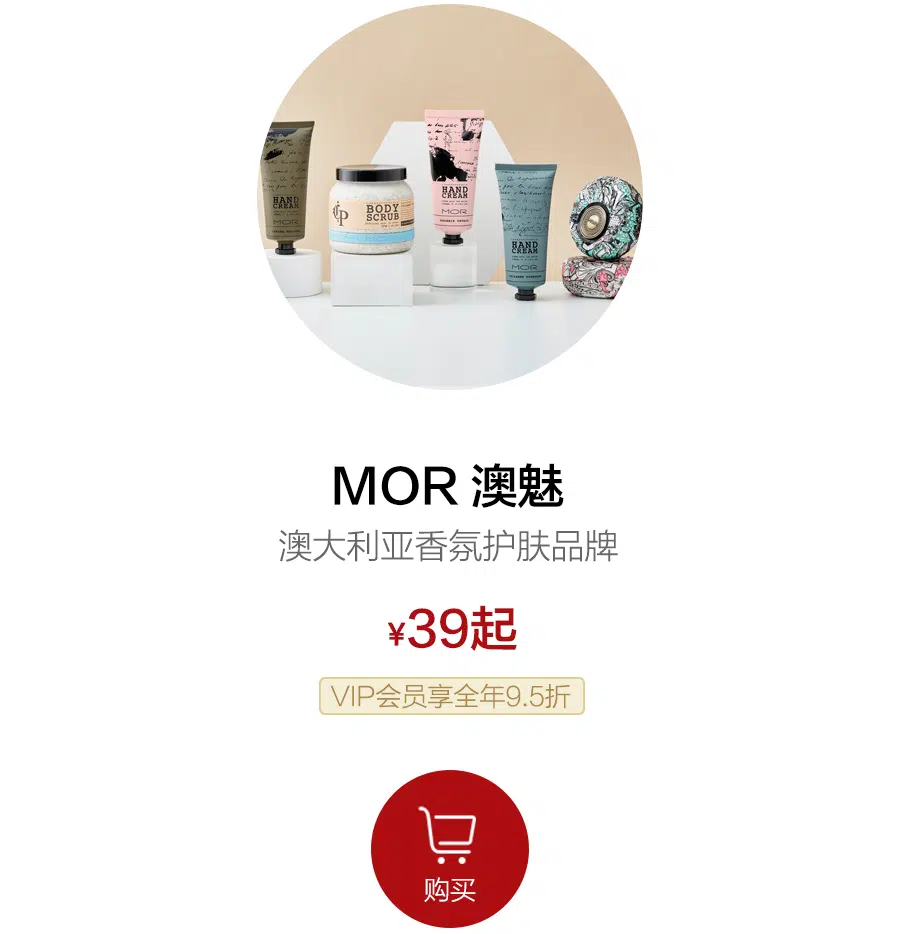 HAND
CREAM
MOR
BODY
SCRUB
HAND
CREAM
MOR
HAND
CREAM
MOR
MOR 澳魅
澳大利亚香氛护肤品牌
¥39起
VIP会员享全年9.5折
购买